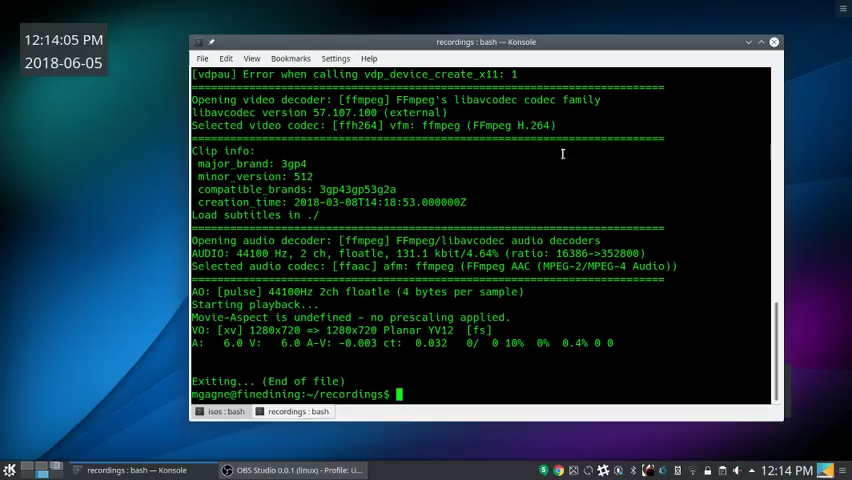 12:14:05 PM
2018-06-05
recordings : bash — Konsole
File Edit View Bookmarks Settings Help
[vdpau] Error when calling vdp_device_create_x11: 1
==========================================================================
Opening video decoder: [ffmpeg] FFmpeg's libavcodec codec family
libavcodec version 57.107.100 (external)
Selected video codec: [ffh264] vfm: ffmpeg (FFmpeg H.264)
==========================================================================
Clip info:
major_brand: 3gp4
minor_version: 512
compatible_brands: 3gp43gp53g2a
creation_time: 2018-03-08T14:18:53.000000Z
Load subtitles in ./
==========================================================================
Opening audio decoder: [ffmpeg] FFmpeg/libavcodec audio decoders
AUDIO: 44100 Hz, 2 ch, floatle, 131.1 kbit/4.64% (ratio: 16387->352800)
Selected audio codec: [ffaac] afm: ffmpeg (FFmpeg AAC (MPEG-2/MPEG-4 Audio))
==========================================================================
AO: [pulse] 44100Hz 2ch floatle (4 bytes per sample)
Starting playback...
Movie-Aspect is undefined - no prescaling applied.
VO: [xv] 1280x720 => 1280x720 Planar YV12 [fs]
A: 6.0 V: 6.0 A-V: -0.003 ct: 0.032 0/ 0 10% 0% 0.4% 0 0
Exiting... (End of file)
mgagne@finedining:~/recordings$
isos : bash recordings : bash
recordings : bash — Konsole OBS Studio 0.0.1 (linux) - Profile: U... 12:14 PM